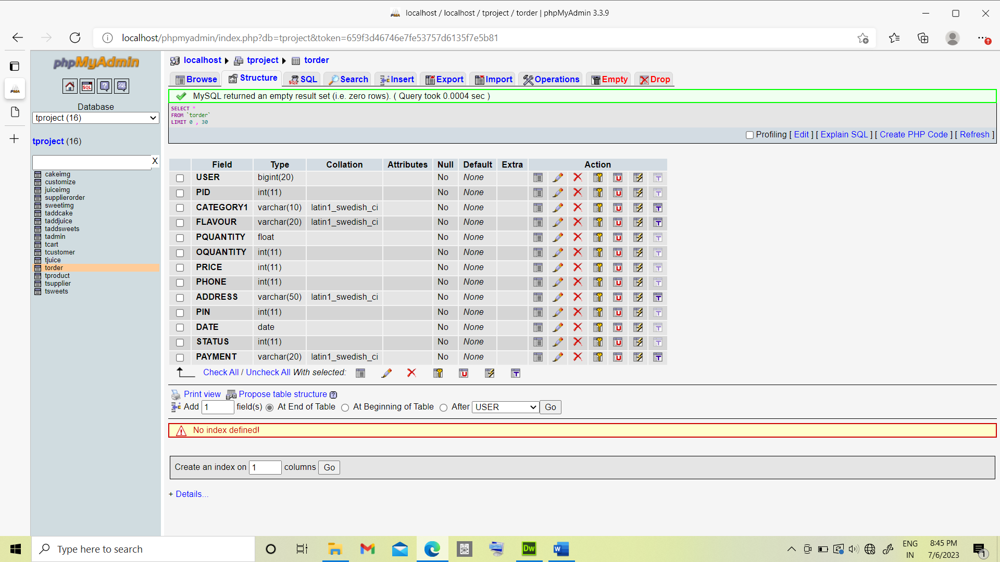 localhost / localhost / tproject / torder | phpMyAdmin 3.3.9
localhost/phpmyadmin/index.php?db=tproject&token=659f3d46746e7fe53757d6135f7e5b81
phpMyAdmin
SQL
Database
tproject (16)
tproject (16)
X
cakeimg
customize
juiceimg
supplierorder
sweetimg
taddcake
taddjuice
taddsweets
tadmin
tcart
tcustomer
tjuice
torder
tproduct
tsupplier
tsweets
localhost ▶ tproject ▶ torder
Browse Structure SQL Search Insert Export Import Operations Empty Drop
MySQL returned an empty result set (i.e. zero rows). ( Query took 0.0004 sec )
SELECT *
FROM `torder`
LIMIT 0 , 30
Profiling [ Edit ] [ Explain SQL ] [ Create PHP Code ] [ Refresh ]
Field Type Collation Attributes Null Default Extra Action
USER bigint(20) No None
PID int(11) No None
CATEGORY1 varchar(10) latin1_swedish_ci No None
FLAVOUR varchar(20) latin1_swedish_ci No None
PQUANTITY float No None
OQUANTITY int(11) No None
PRICE int(11) No None
PHONE int(11) No None
ADDRESS varchar(50) latin1_swedish_ci No None
PIN int(11) No None
DATE date No None
STATUS int(11) No None
PAYMENT varchar(20) latin1_swedish_ci No None
Check All / Uncheck All With selected:
Print view Propose table structure
Add 1 field(s) At End of Table At Beginning of Table After USER Go
No index defined!
Create an index on 1 columns Go
+ Details...
Type here to search
Dw
W
ENG
IN
8:45 PM
7/6/2023
1